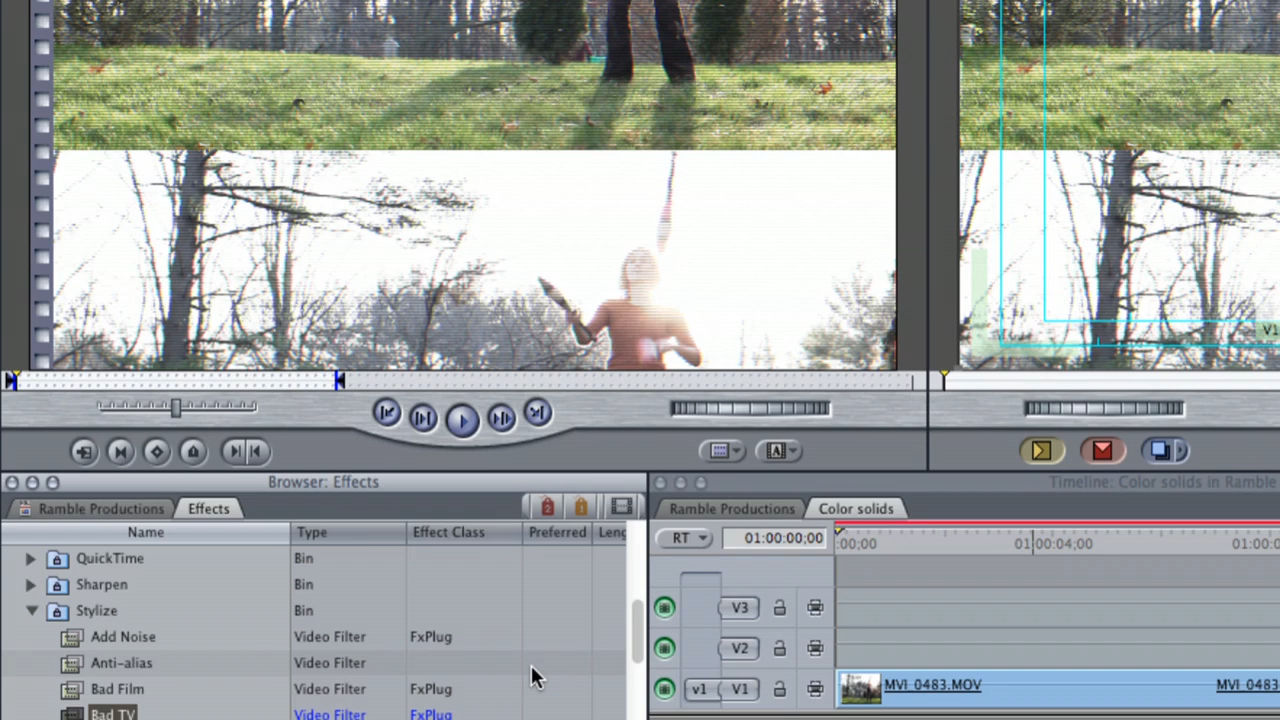 V1
A
Browser: Effects
Timeline: Color solids in Ramble
Ramble Productions
Effects
2
1
Ramble Productions
Color solids
Name
Type
Effect Class
Preferred
Leng
RT
01:00:00;00
:00;00
01:00:04;00
01:00:0
QuickTime
Bin
Sharpen
Bin
Stylize
Bin
Add Noise
Video Filter
FxPlug
Anti-alias
Video Filter
Bad Film
Video Filter
FxPlug
Bad TV
Video Filter
FxPlug
V3
V2
v1
V1
MVI_0483.MOV
MVI_0483